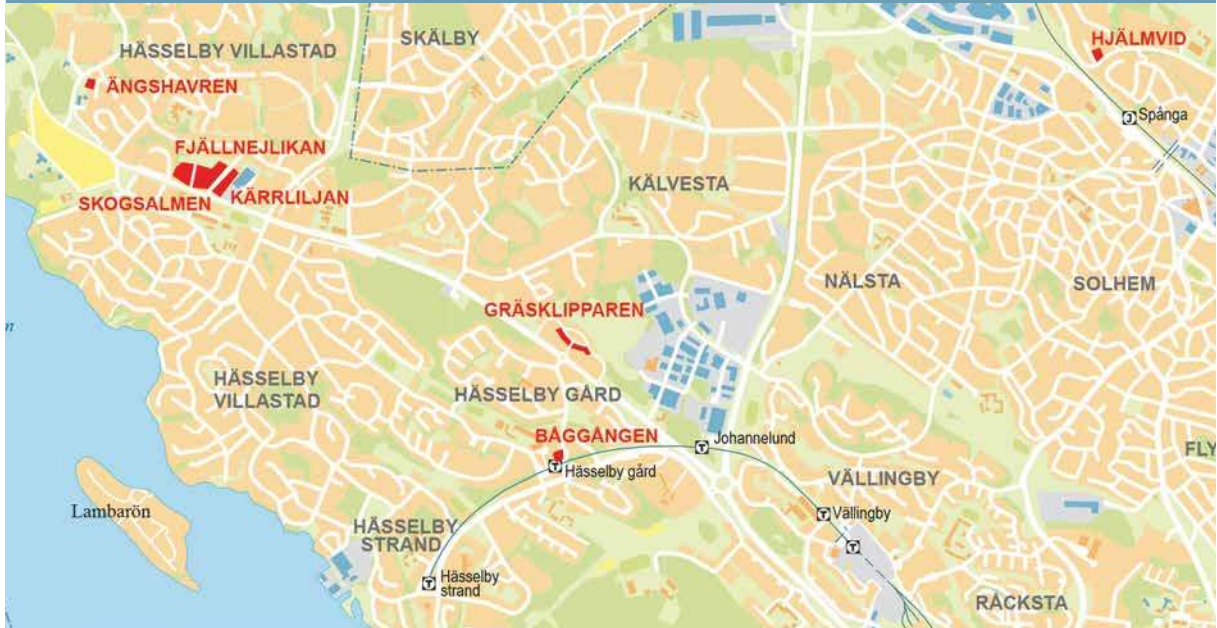 SKÄLBY
HÄSSELBY VILLASTAD
HJÄLMVID
ÄNGSHAVREN
Spånga
FJÄLLNEJLIKAN
KÄLVESTA
KÄRRLILJAN
SKOGSALMEN
NÄLSTA
SOLHEM
GRÄSKLIPPAREN
HÄSSELBY
VILLASTAD
HÄSSELBY GÅRD
BÅGGÅNGEN
Johannelund
FLY
Hässelby gård
VÄLLINGBY
Lambarön
Vällingby
HÄSSELBY
STRAND
Hässelby
strand
RÅCKSTA